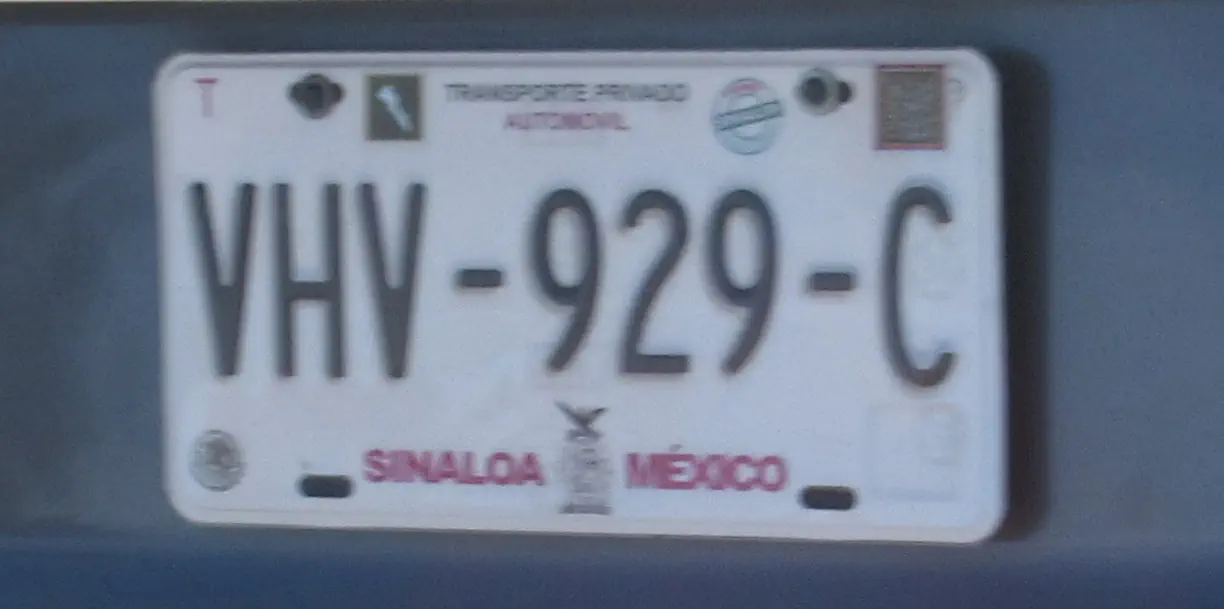 T
TRANSPORTE PRIVADO
AUTOMOVIL
VHV-929-C
SINALOA MÉXICO